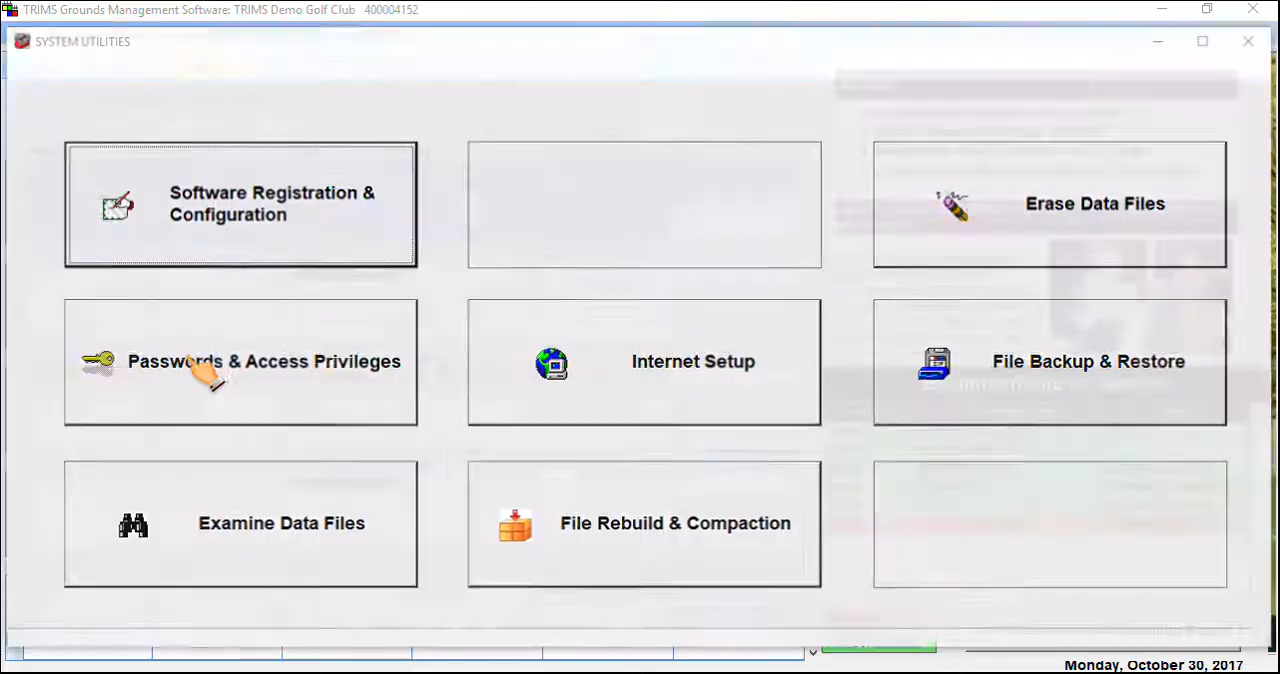 TRIMS Grounds Management Software: TRIMS Demo Golf Club 400004152
SYSTEM UTILITIES
Software Registration &
Configuration
Erase Data Files
Passwords & Access Privileges
Internet Setup
File Backup & Restore
Examine Data Files
File Rebuild & Compaction
Monday, October 30, 2017